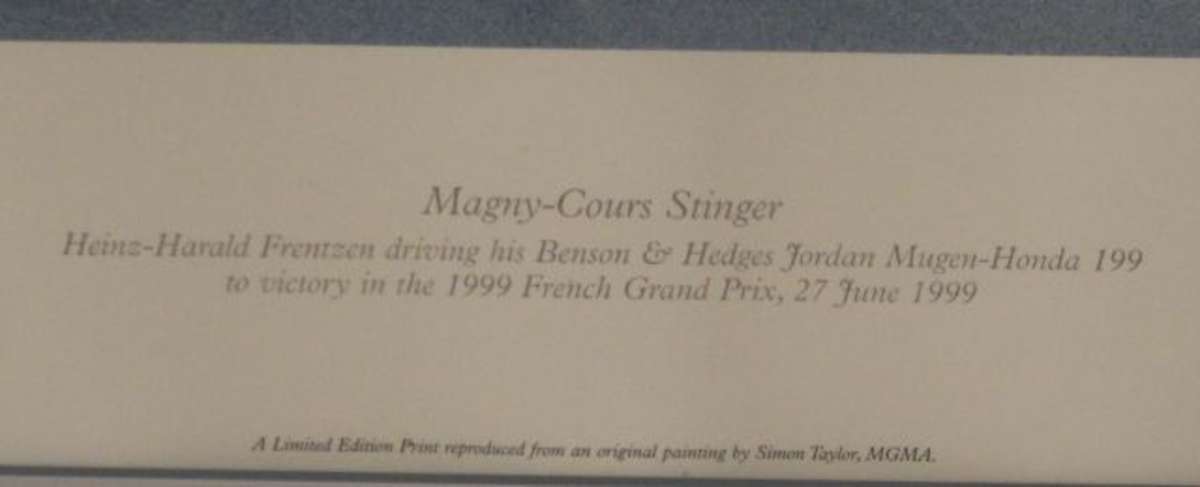 Magny-Cours Stinger
Heinz-Harald Frentzen driving his Benson & Hedges Jordan Mugen-Honda 199
to victory in the 1999 French Grand Prix, 27 June 1999
A Limited Edition Print reproduced from an original painting by Simon Taylor, MGMA.